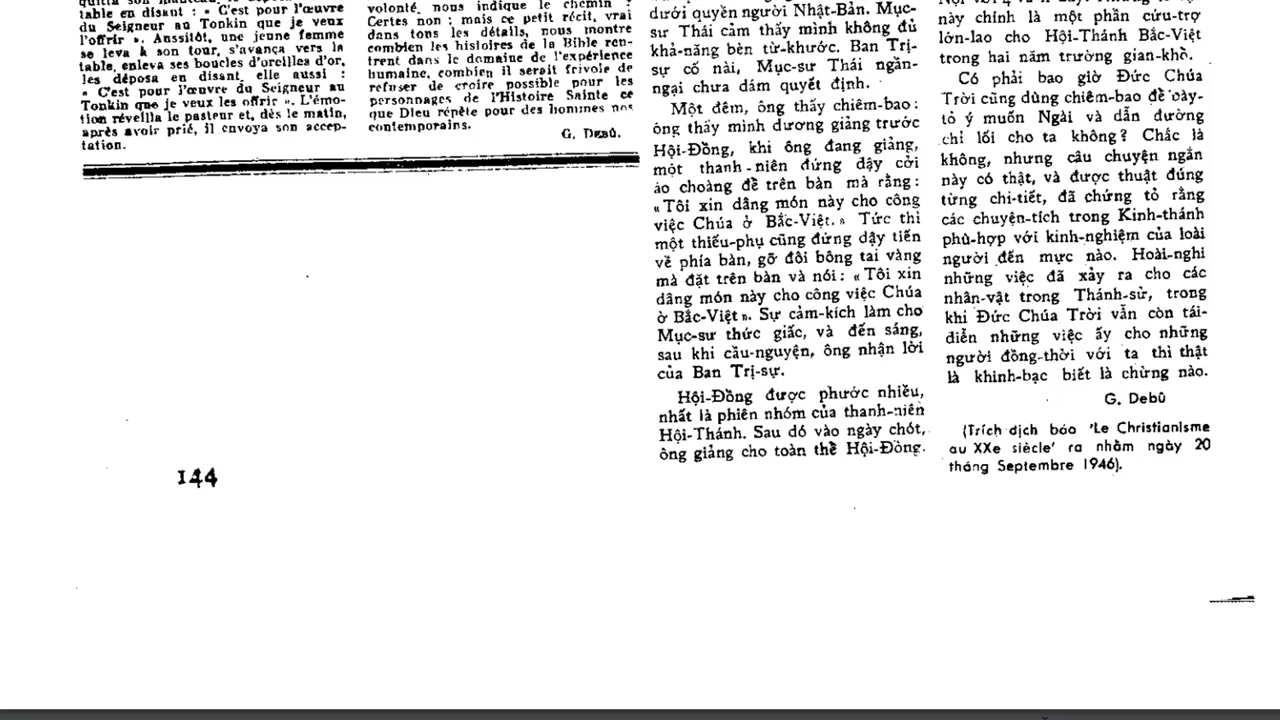 table en disant : « C'est pour l'œuvre
du Seigneur au Tonkin que je veux
l'offrir ». Aussitôt, une jeune femme
se leva à son tour, s'avança vers la
table, enleva ses boucles d'oreilles d'or,
les déposa en disant, elle aussi :
« C'est pour l'œuvre du Seigneur au
Tonkin que je veux les offrir ». L'émo-
tion réveilla le pasteur et, dès le matin,
après avoir prié, il envoya son accep-
tation.
volonté, nous indique le chemin ?
Certes non ; mais ce petit récit, vrai
dans tous les détails, nous montre
combien les histoires de la Bible ren-
trent dans le domaine de l'expérience
humaine, combien il serait frivole de
refuser de croire possible pour les
personnages de l'Histoire Sainte ce
que Dieu répète pour des hommes nos
contemporains.
G. DEBÛ.
144
dưới quyền người Nhật-Bản. Mục-
sư Thái cảm thấy mình không đủ
khả-năng bèn từ-khước. Ban Trị-
sự cố nài, Mục-sư Thái ngần-
ngại chưa dám quyết định.
Một đêm, ông thấy chiêm-bao :
ông thấy mình đương giảng trước
Hội-Đồng, khi ông đang giảng,
một thanh-niên đứng dậy cởi
áo choàng đề trên bàn mà rằng :
« Tôi xin dâng món này cho công
việc Chúa ở Bắc-Việt. » Tức thì
một thiếu-phụ cũng đứng dậy tiến
về phía bàn, gỡ đôi bông tai vàng
mà đặt trên bàn và nói : « Tôi xin
dâng món này cho công việc Chúa
ở Bắc-Việt ». Sự cảm-kích làm cho
Mục-sư thức giấc, và đến sáng,
sau khi cầu-nguyện, ông nhận lời
của Ban Trị-sự.
Hội-Đồng được phước nhiều,
nhất là phiên nhóm của thanh-niên
Hội-Thánh. Sau đó vào ngày chót,
ông giảng cho toàn thề Hội-Đồng.
này chính là một phần cứu-trợ
lớn-lao cho Hội-Thánh Bắc-Việt
trong hai năm trường gian-khồ.
Có phải bao giờ Đức Chúa
Trời cũng dùng chiêm-bao đề bày-
tỏ ý muốn Ngài và dẫn đường
chỉ lối cho ta không ? Chắc là
không, nhưng câu chuyện ngắn
này có thật, và được thuật đúng
từng chi-tiết, đã chứng tỏ rằng
các chuyện-tích trong Kinh-thánh
phù-hợp với kinh-nghiệm của loài
người đến mực nào. Hoài-nghi
những việc đã xảy ra cho các
nhân-vật trong Thánh-sử, trong
khi Đức Chúa Trời vẫn còn tái-
diễn những việc ấy cho những
người đồng-thời với ta thì thật
là khinh-bạc biết là chừng nào.
G. Debû
(Trích dịch báo 'Le Christianisme
au XXe siècle' ra nhằm ngày 20
tháng Septembre 1946).